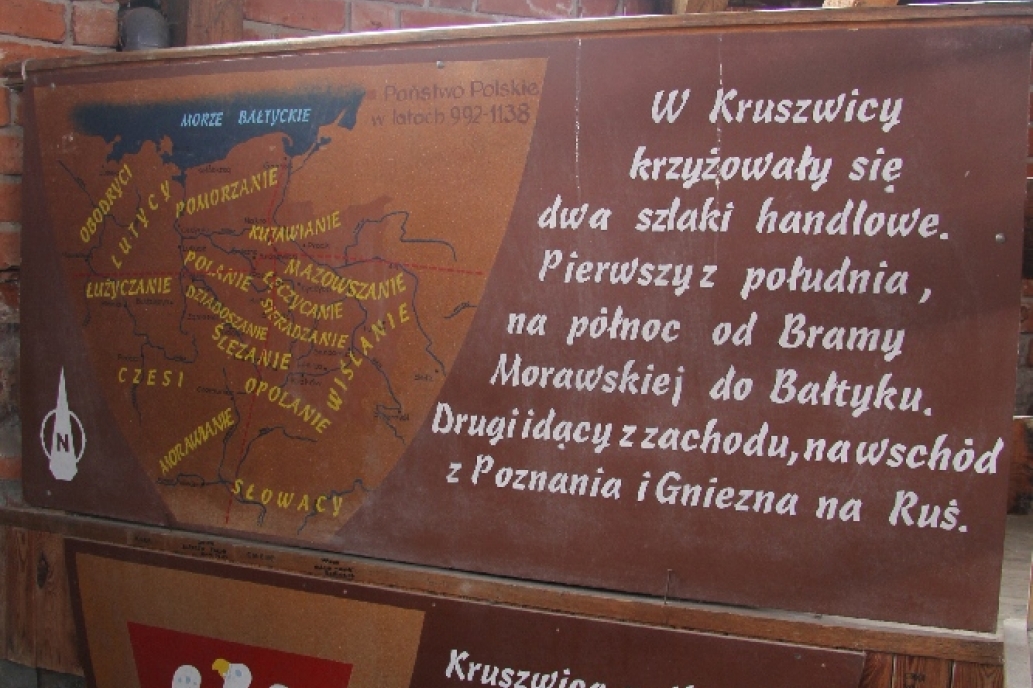 Państwo Polskie
w latach 992-1138
MORZE BAŁTYCKIE
OBODRYCI
LUTYCY
POMORZANIE
KUJAWIANIE
POLANIE
MAZOWSZANIE
ŁUŻYCZANIE
ŁĘCZYCANIE
DZIADOSZANIE
SIERADZANIE
ŚLĘZANIE
WIŚLANIE
CZESI
OPOLANIE
MORAWIANIE
SŁOWACY
N
W Kruszwicy
krzyżowały się
dwa szlaki handlowe.
Pierwszy z południa,
na północ od Bramy
Morawskiej do Bałtyku.
Drugi idący z zachodu, na wschód
z Poznania i Gniezna na Ruś.
Kruszwica